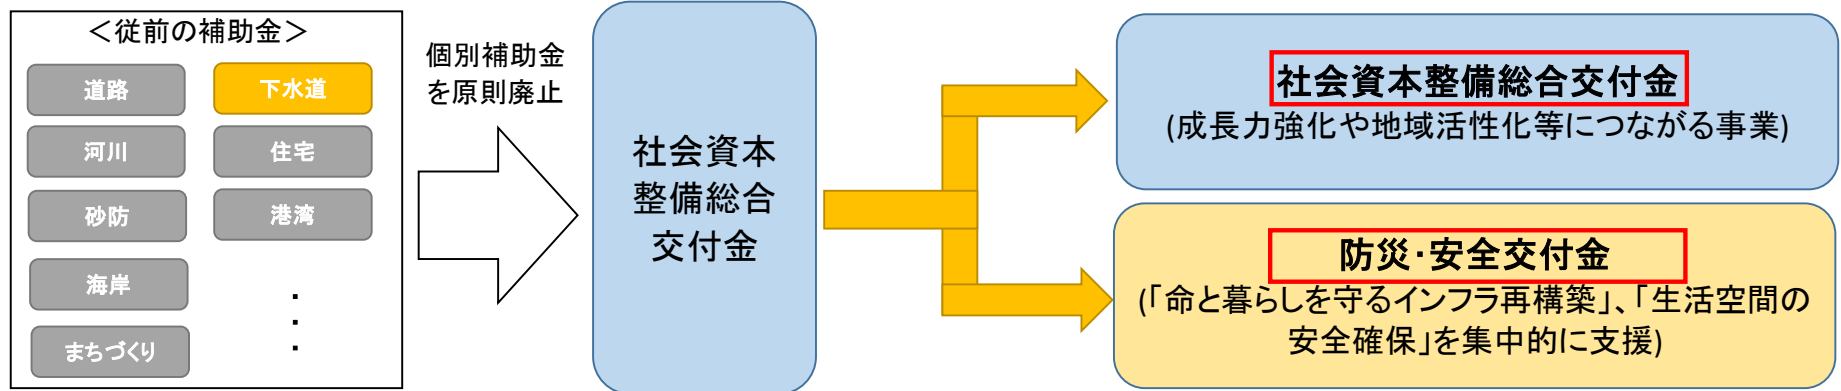 ＜従前の補助金＞
道路
下水道
河川
住宅
砂防
港湾
海岸
まちづくり
・
・
・
個別補助金
を原則廃止
社会資本
整備総合
交付金
社会資本整備総合交付金
(成長力強化や地域活性化等につながる事業)
防災・安全交付金
(「命と暮らしを守るインフラ再構築」、「生活空間の
安全確保」を集中的に支援)